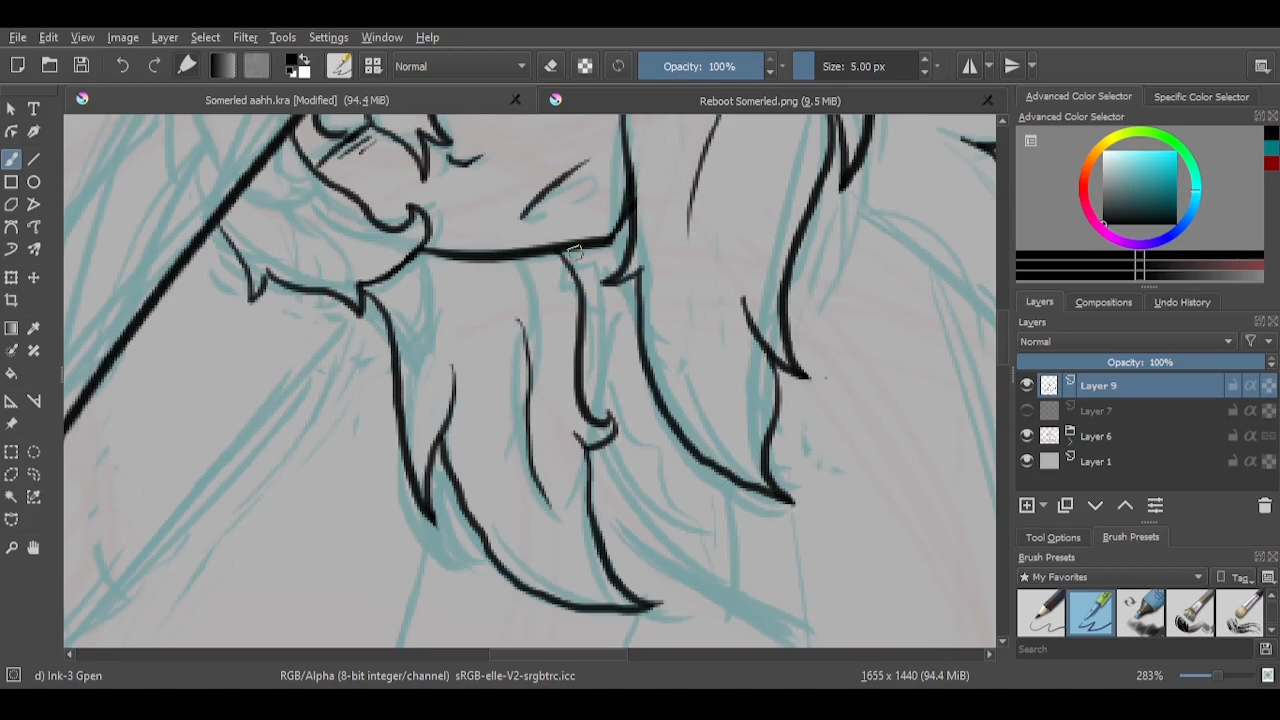 File Edit View Image Layer Select Filter Tools Settings Window Help
Normal Opacity: 100% Size: 5.00 px
Somerled aahh.kra [Modified] (94.4 MiB) Reboot Somerled.png (9.5 MiB)
Advanced Color Selector Specific Color Selector
Advanced Color Selector
Layers Compositions Undo History
Layers
Normal
Opacity: 100%
Layer 9
Layer 7
Layer 6
Layer 1
Tool Options Brush Presets
Brush Presets
My Favorites Tag
Search
d) Ink-3 Gpen RGB/Alpha (8-bit integer/channel) sRGB-elle-V2-srgbtrc.icc 1655 x 1440 (94.4 MiB) 283%